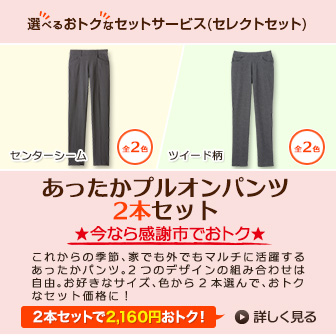 選べるおトクなセットサービス(セレクトセット)
全2色
全2色
センターシーム
ツイード柄
あったかプルオンパンツ
2本セット
★今なら感謝市でおトク★
これからの季節、家でも外でもマルチに活躍する
あったかパンツ。2つのデザインの組み合わせは
自由。お好きなサイズ、色から2本選んで、おトク
なセット価格に!
2本セットで2,160円おトク!
詳しく見る